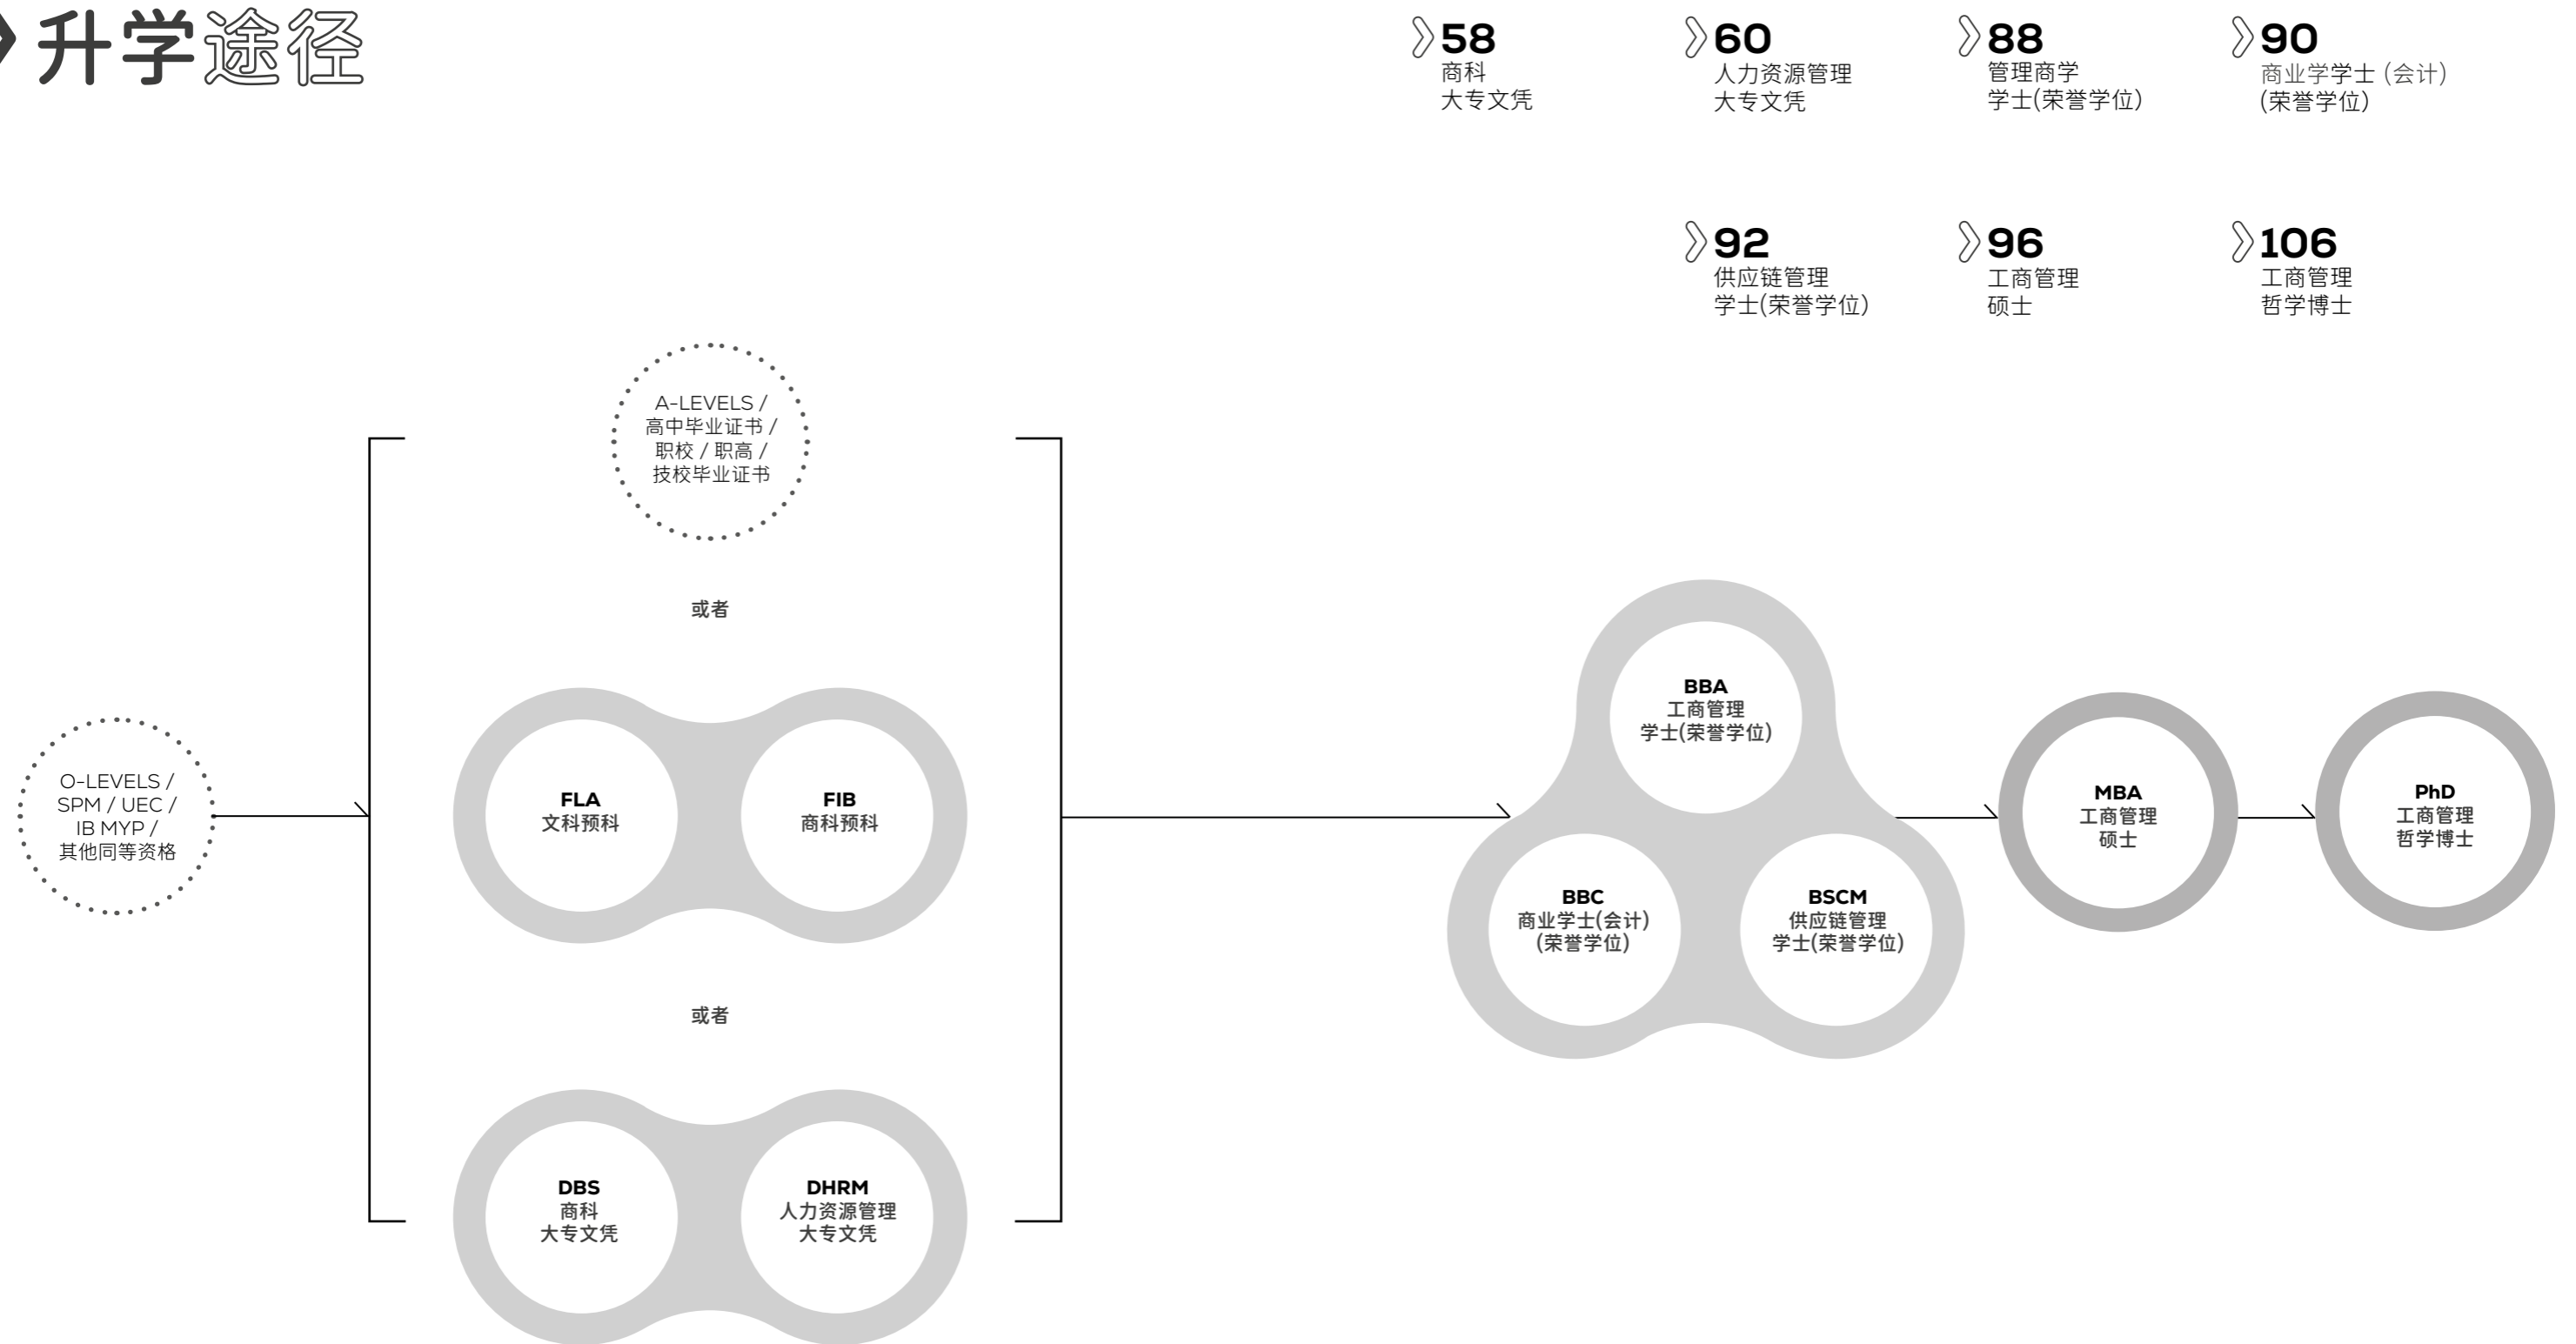 升学途径
58
商科
大专文凭
60
人力资源管理
大专文凭
88
管理商学
学士(荣誉学位)
90
商业学学士 (会计)
(荣誉学位)
92
供应链管理
学士(荣誉学位)
96
工商管理
硕士
106
工商管理
哲学博士
O-LEVELS /
SPM / UEC /
IB MYP /
其他同等资格
A-LEVELS /
高中毕业证书 /
职校 / 职高 /
技校毕业证书
或者
FLA
文科预科
FIB
商科预科
或者
DBS
商科
大专文凭
DHRM
人力资源管理
大专文凭
BBA
工商管理
学士(荣誉学位)
BBC
商业学士(会计)
(荣誉学位)
BSCM
供应链管理
学士(荣誉学位)
MBA
工商管理
硕士
PhD
工商管理
哲学博士